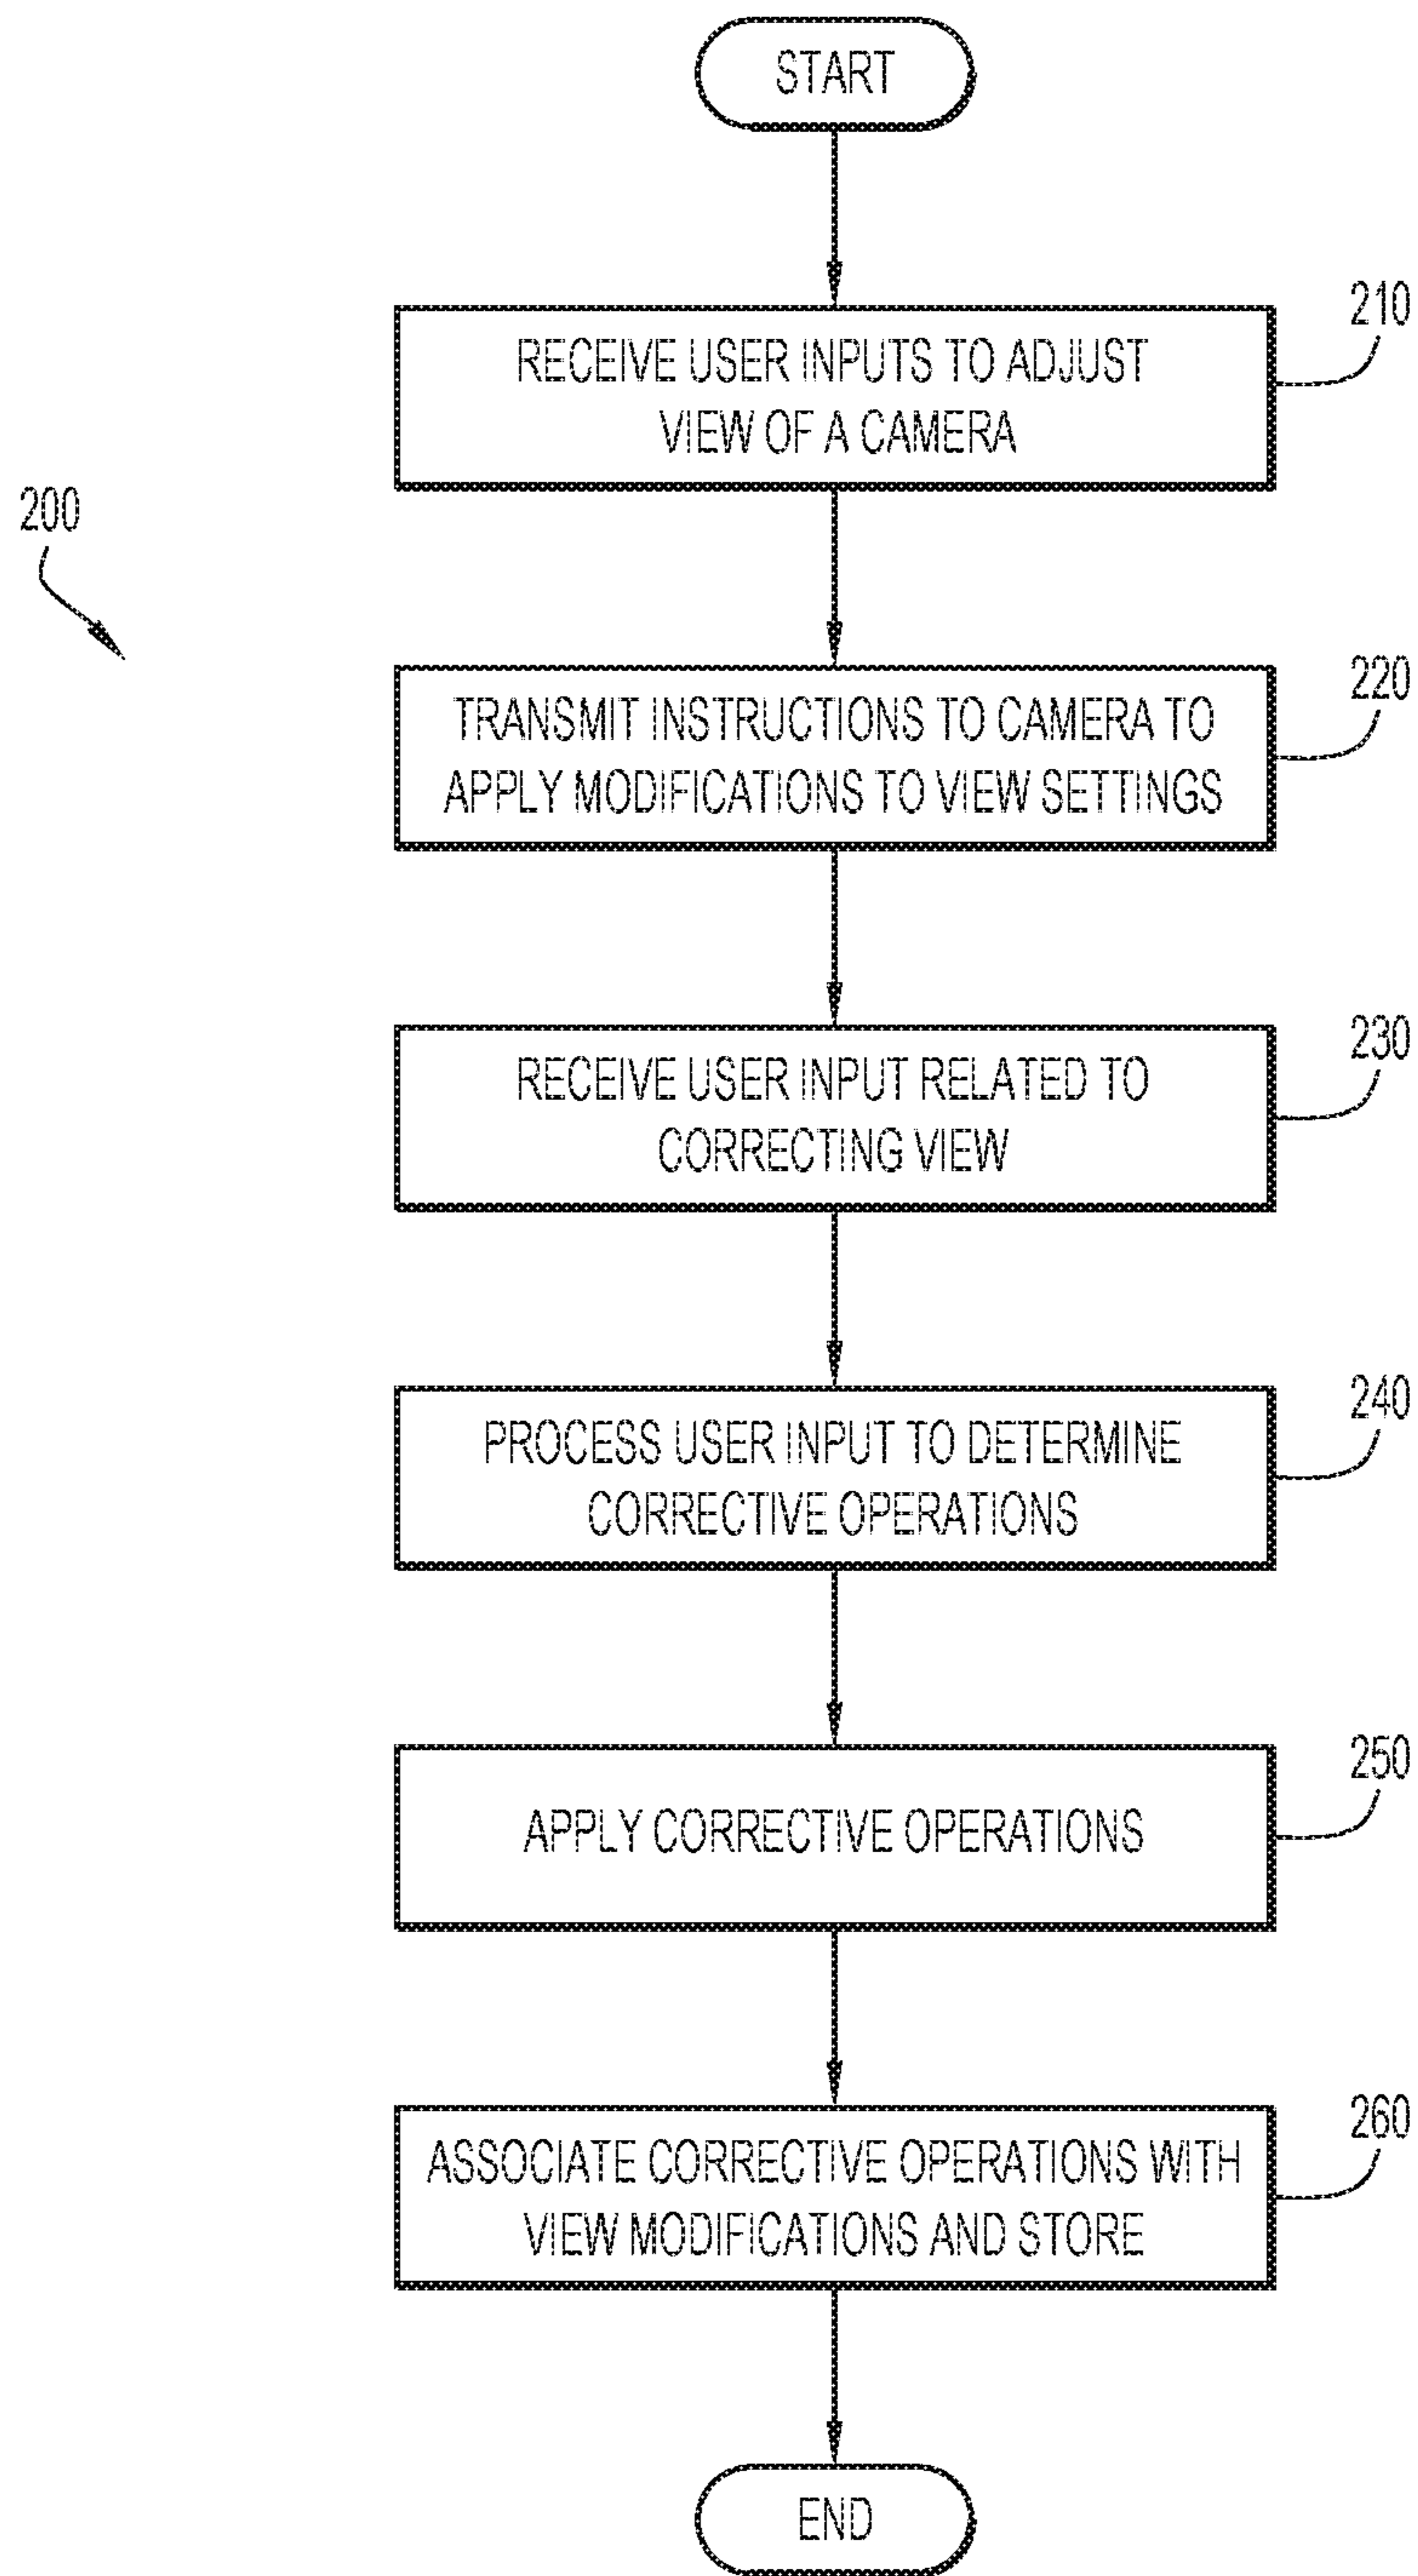 START
210
RECEIVE USER INPUTS TO ADJUST
VIEW OF A CAMERA
200
220
TRANSMIT INSTRUCTIONS TO CAMERA TO
APPLY MODIFICATIONS TO VIEW SETTINGS
230
RECEIVE USER INPUT RELATED TO
CORRECTING VIEW
240
PROCESS USER INPUT TO DETERMINE
CORRECTIVE OPERATIONS
250
APPLY CORRECTIVE OPERATIONS
260
ASSOCIATE CORRECTIVE OPERATIONS WITH
VIEW MODIFICATIONS AND STORE
END